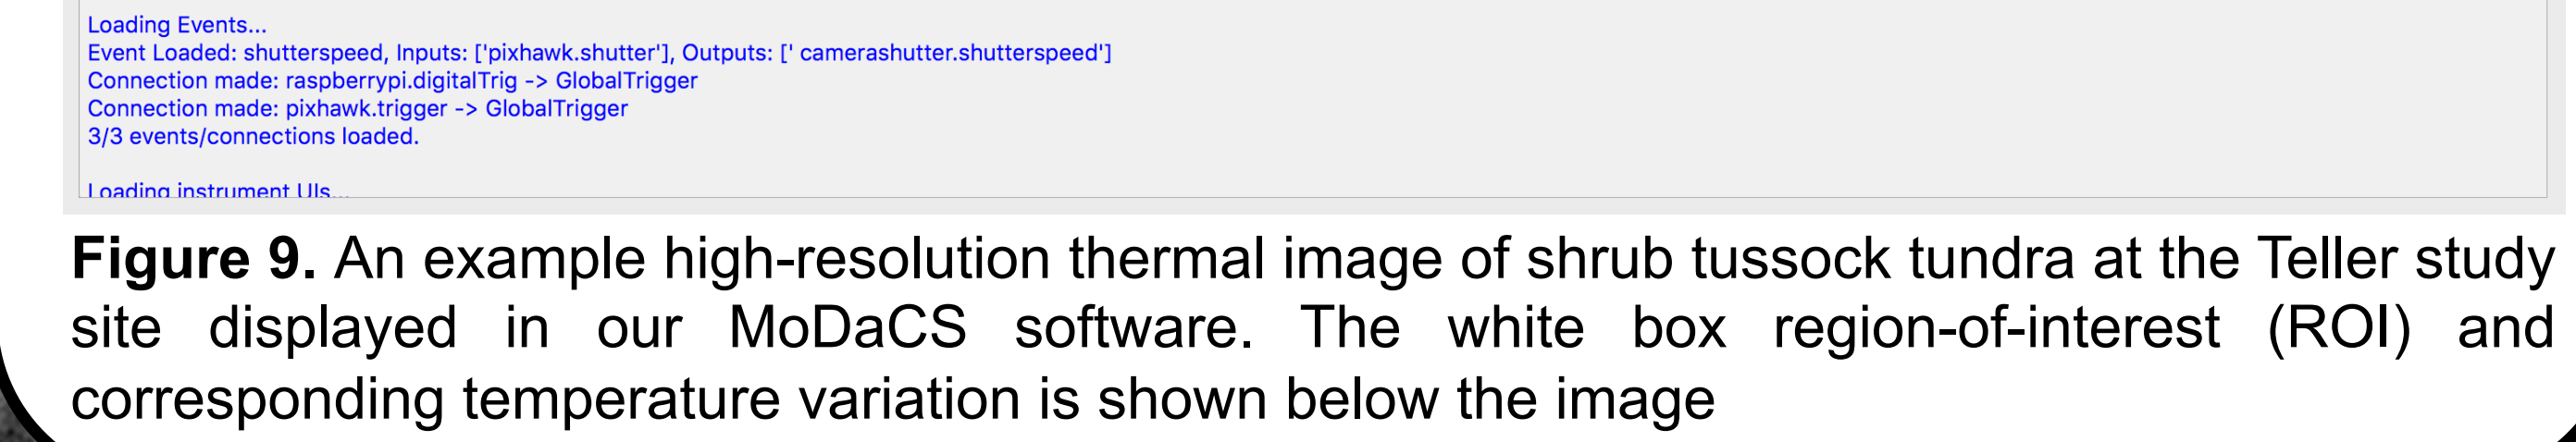 Loading Events...
Event Loaded: shutterspeed, Inputs: ['pixhawk.shutter'], Outputs: [' camerashutter.shutterspeed']
Connection made: raspberrypi.digitalTrig -> GlobalTrigger
Connection made: pixhawk.trigger -> GlobalTrigger
3/3 events/connections loaded.
Loading instrument UIs...
Figure 9. An example high-resolution thermal image of shrub tussock tundra at the Teller study
site displayed in our MoDaCS software. The white box region-of-interest (ROI) and
corresponding temperature variation is shown below the image